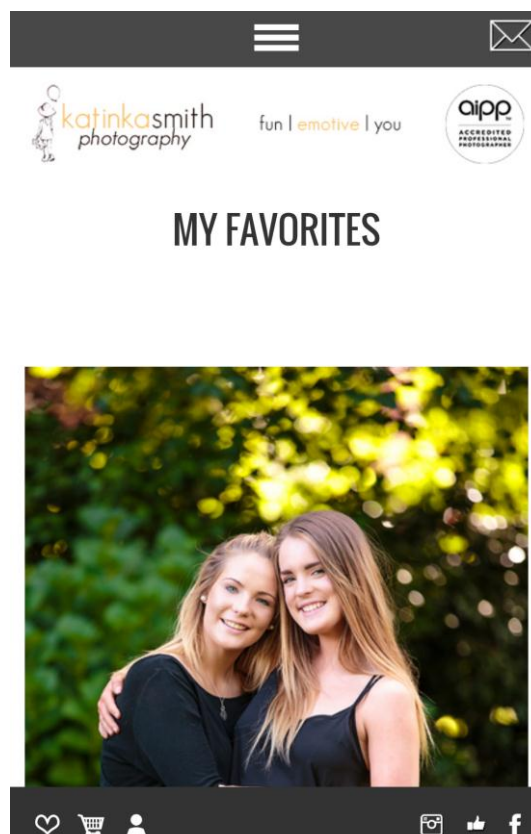 katinkasmith
photography
fun | emotive | you
aipp
ACCREDITED
PROFESSIONAL
PHOTOGRAPHER
MY FAVORITES